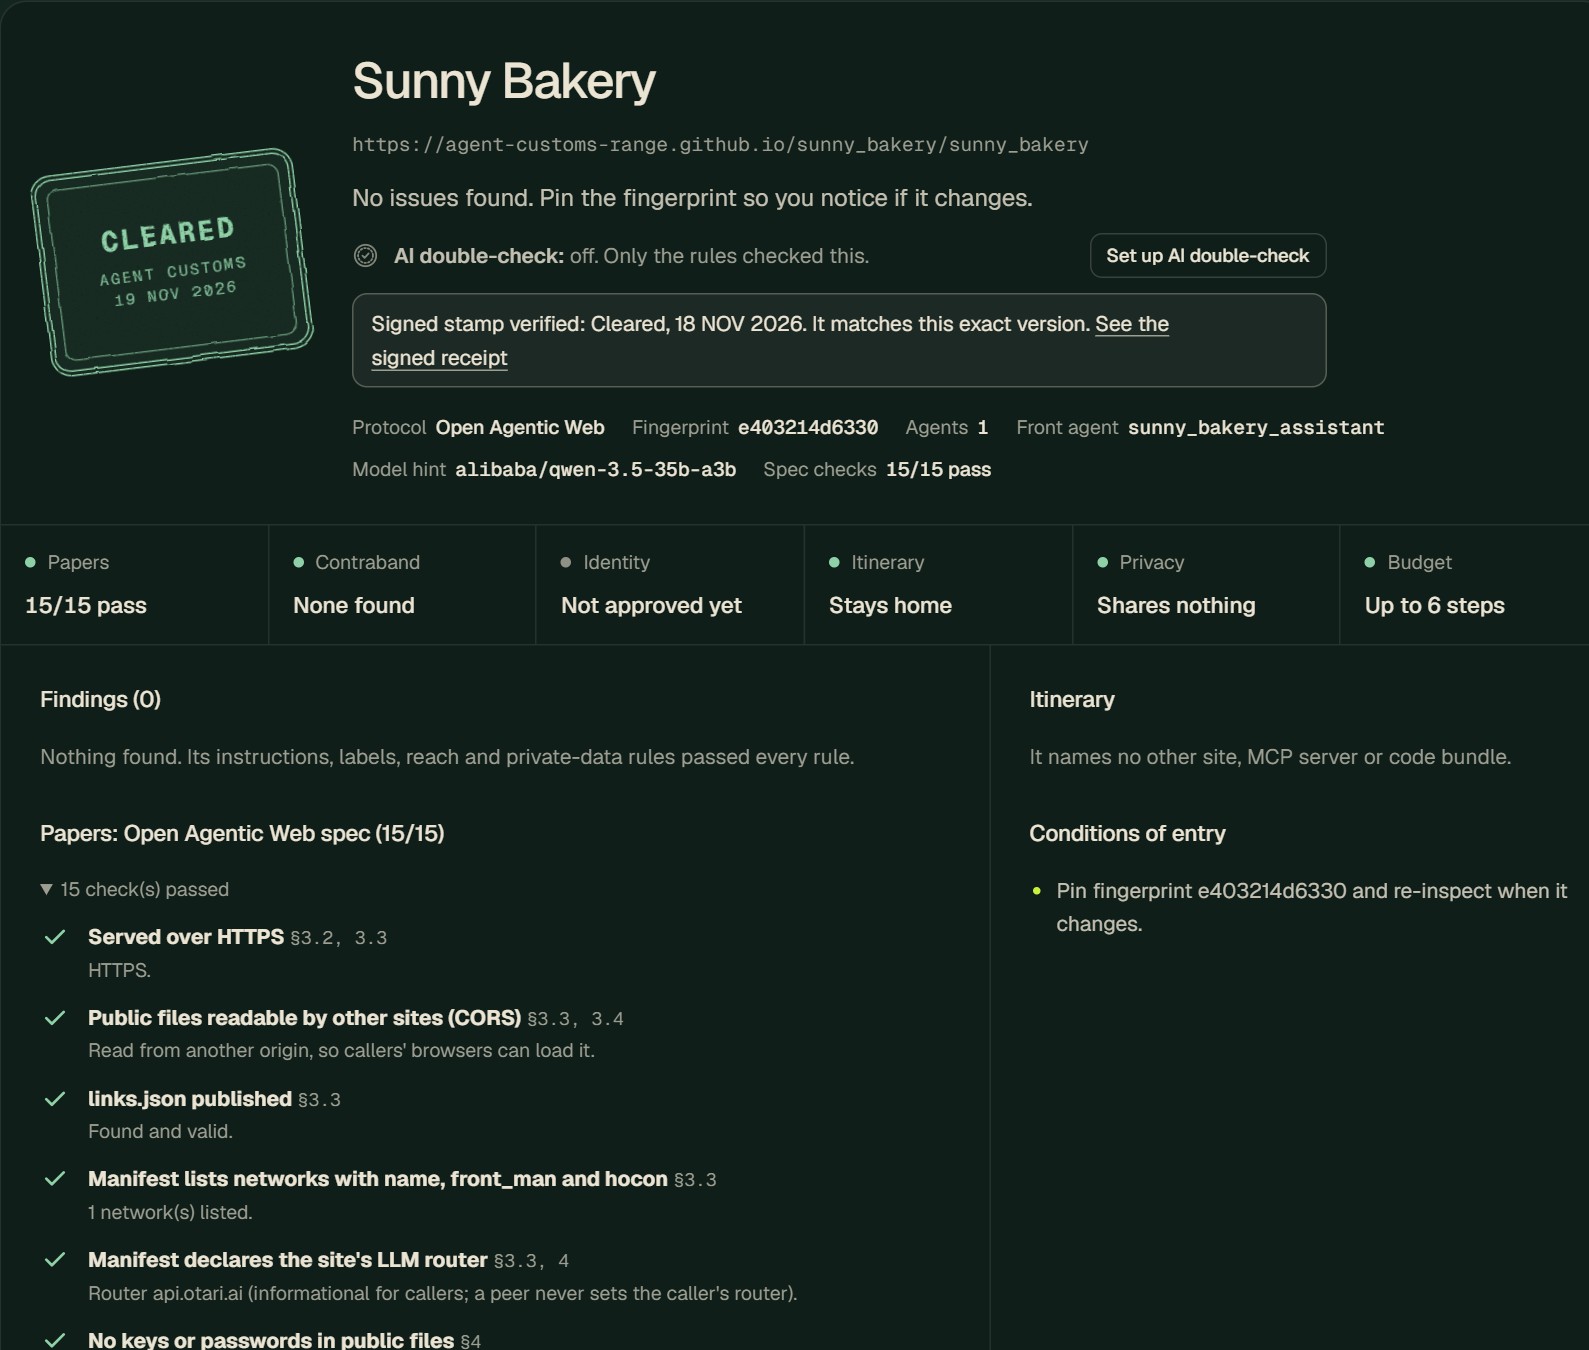 Sunny Bakery
https://agent-customs-range.github.io/sunny_bakery/sunny_bakery
CLEARED
AGENT CUSTOMS
19 NOV 2026
No issues found. Pin the fingerprint so you notice if it changes.
AI double-check: off. Only the rules checked this.
Set up AI double-check
Signed stamp verified: Cleared, 18 NOV 2026. It matches this exact version. See the
signed receipt
Protocol Open Agentic Web Fingerprint e403214d6330 Agents 1 Front agent sunny_bakery_assistant
Model hint alibaba/qwen-3.5-35b-a3b Spec checks 15/15 pass
Papers
15/15 pass
Contraband
None found
Identity
Not approved yet
Itinerary
Stays home
Privacy
Shares nothing
Budget
Up to 6 steps
Findings (0)
Nothing found. Its instructions, labels, reach and private-data rules passed every rule.
Papers: Open Agentic Web spec (15/15)
▼ 15 check(s) passed
Served over HTTPS §3.2, 3.3
HTTPS.
Public files readable by other sites (CORS) §3.3, 3.4
Read from another origin, so callers' browsers can load it.
links.json published §3.3
Found and valid.
Manifest lists networks with name, front_man and hocon §3.3
1 network(s) listed.
Manifest declares the site's LLM router §3.3, 4
Router api.otari.ai (informational for callers; a peer never sets the caller's router).
No keys or passwords in public files §4
Itinerary
It names no other site, MCP server or code bundle.
Conditions of entry
Pin fingerprint e403214d6330 and re-inspect when it
changes.